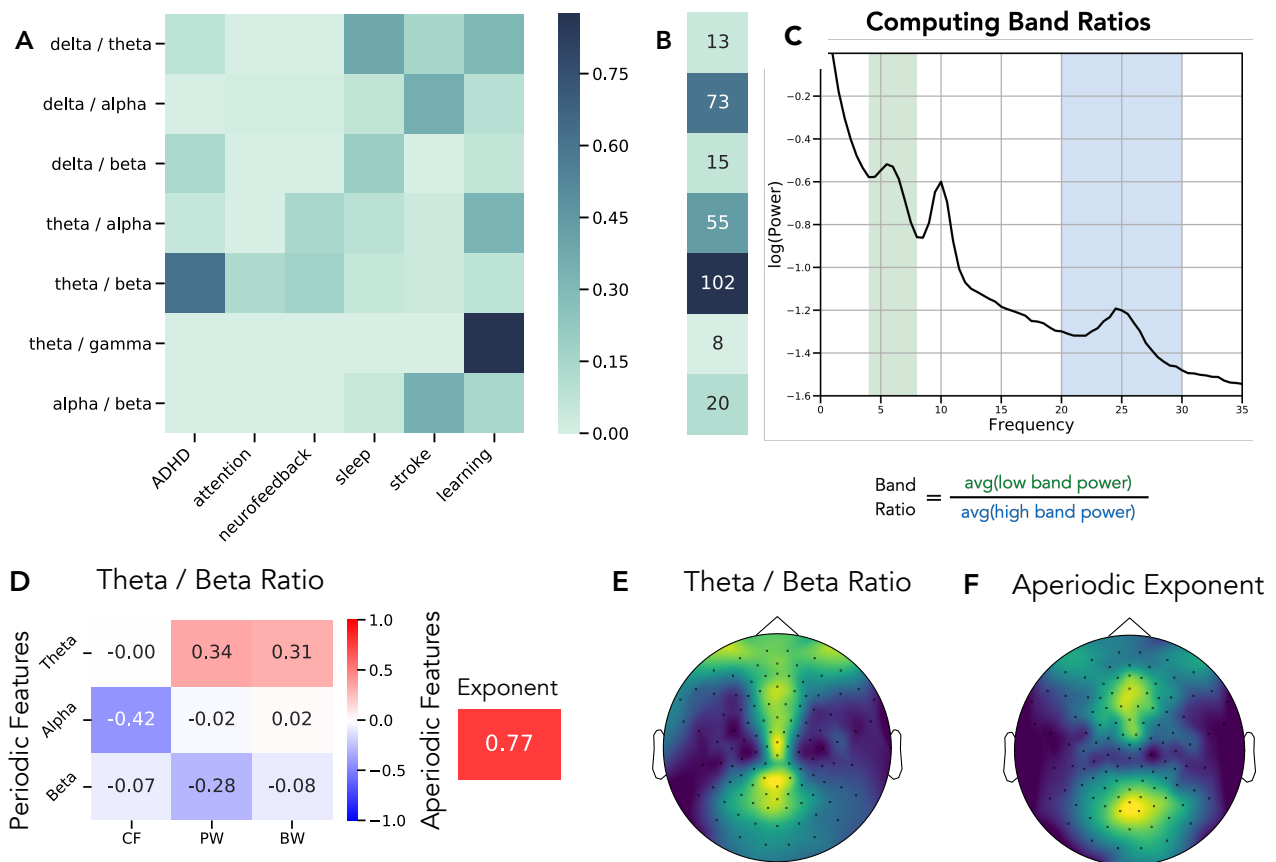 A
delta / theta
delta / alpha
delta / beta
theta / alpha
theta / beta
theta / gamma
alpha / beta
ADHD
attention
neurofeedback
sleep
stroke
learning
0.75
0.60
0.45
0.30
0.15
0.00
B
13
73
15
55
102
8
20
C
Computing Band Ratios
log(Power)
−0.2
−0.4
−0.6
−0.8
−1.0
−1.2
−1.4
−1.6
0 5 10 15 20 25 30 35
Frequency
Band Ratio = avg(low band power)
avg(high band power)
D
Theta / Beta Ratio
Periodic Features
Theta -0.00 0.34 0.31
Alpha -0.42 -0.02 0.02
Beta -0.07 -0.28 -0.08
CF PW BW
1.0
0.5
0.0
−0.5
−1.0
Aperiodic Features
Exponent
0.77
E
Theta / Beta Ratio
F
Aperiodic Exponent